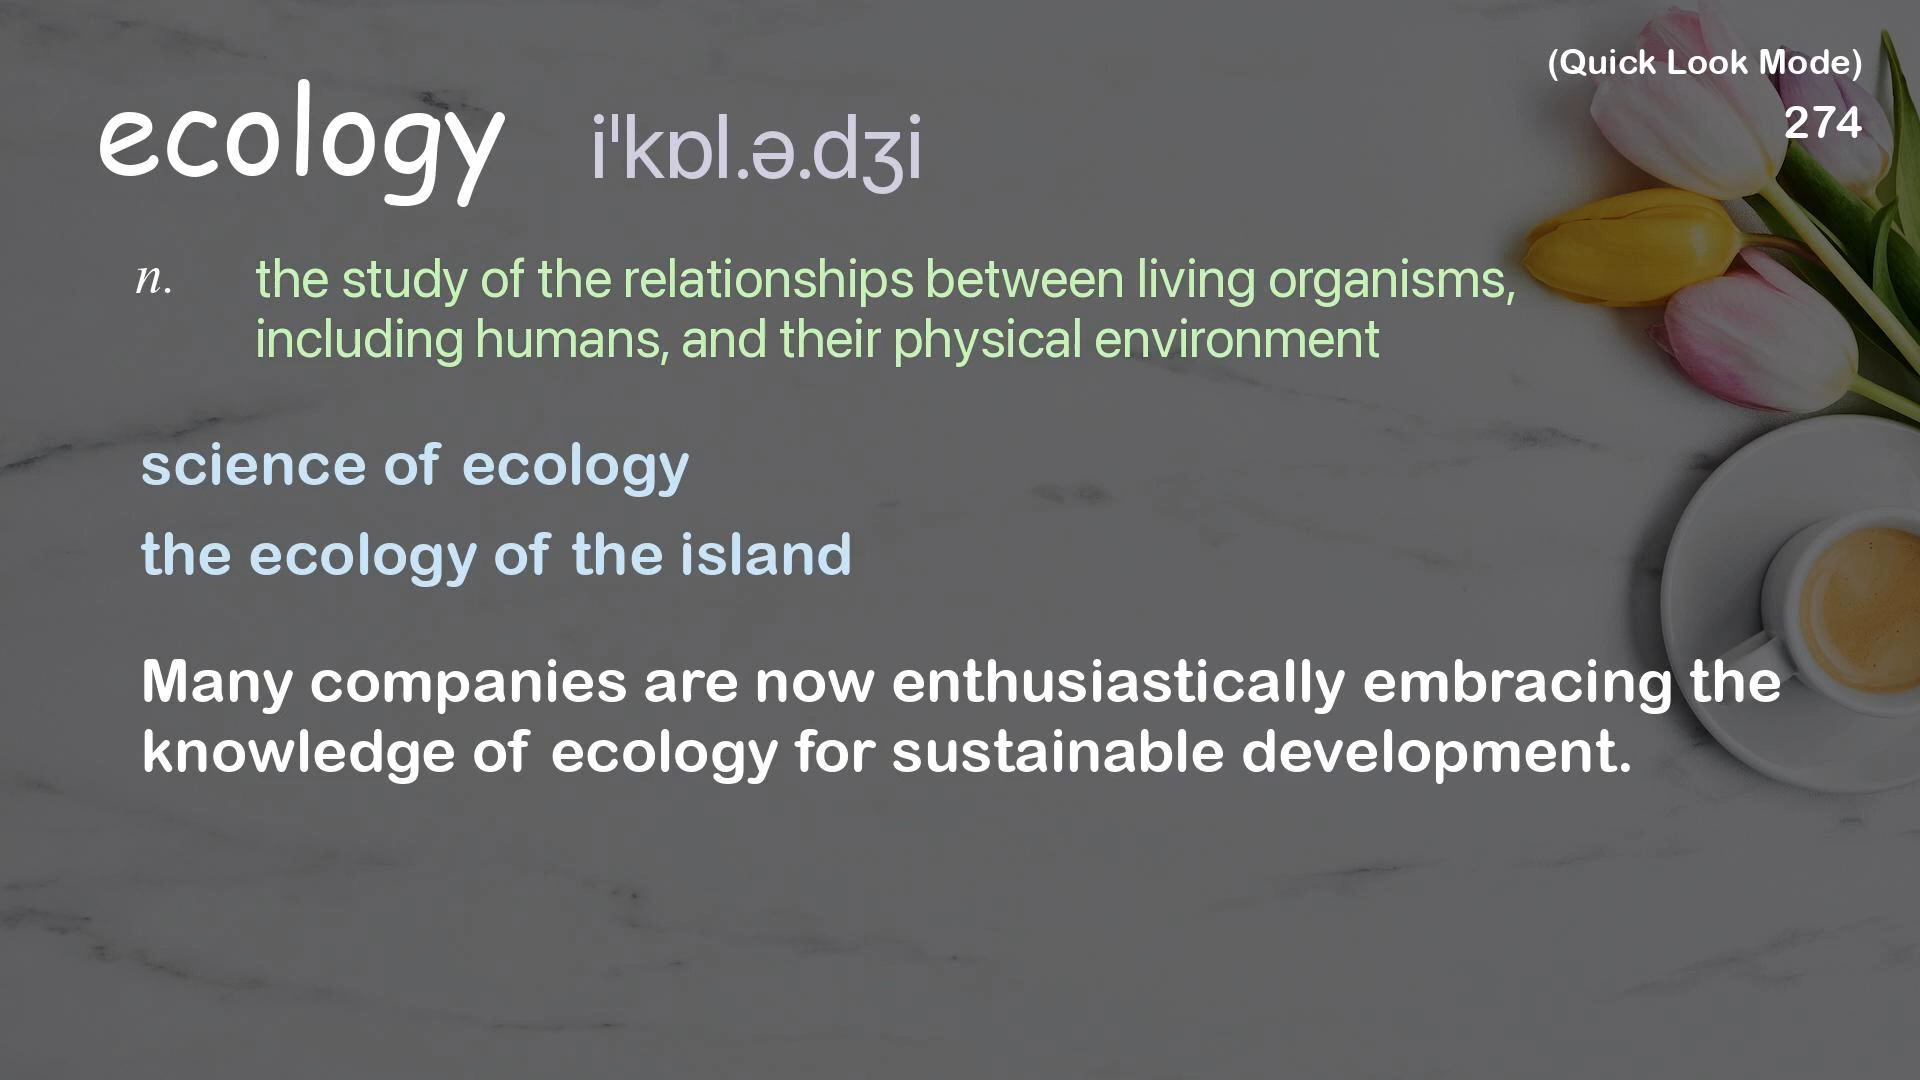 (Quick Look Mode)
274
ecology iˈkɒl.ə.dʒi
n. the study of the relationships between living organisms,
including humans, and their physical environment
science of ecology
the ecology of the island
Many companies are now enthusiastically embracing the
knowledge of ecology for sustainable development.